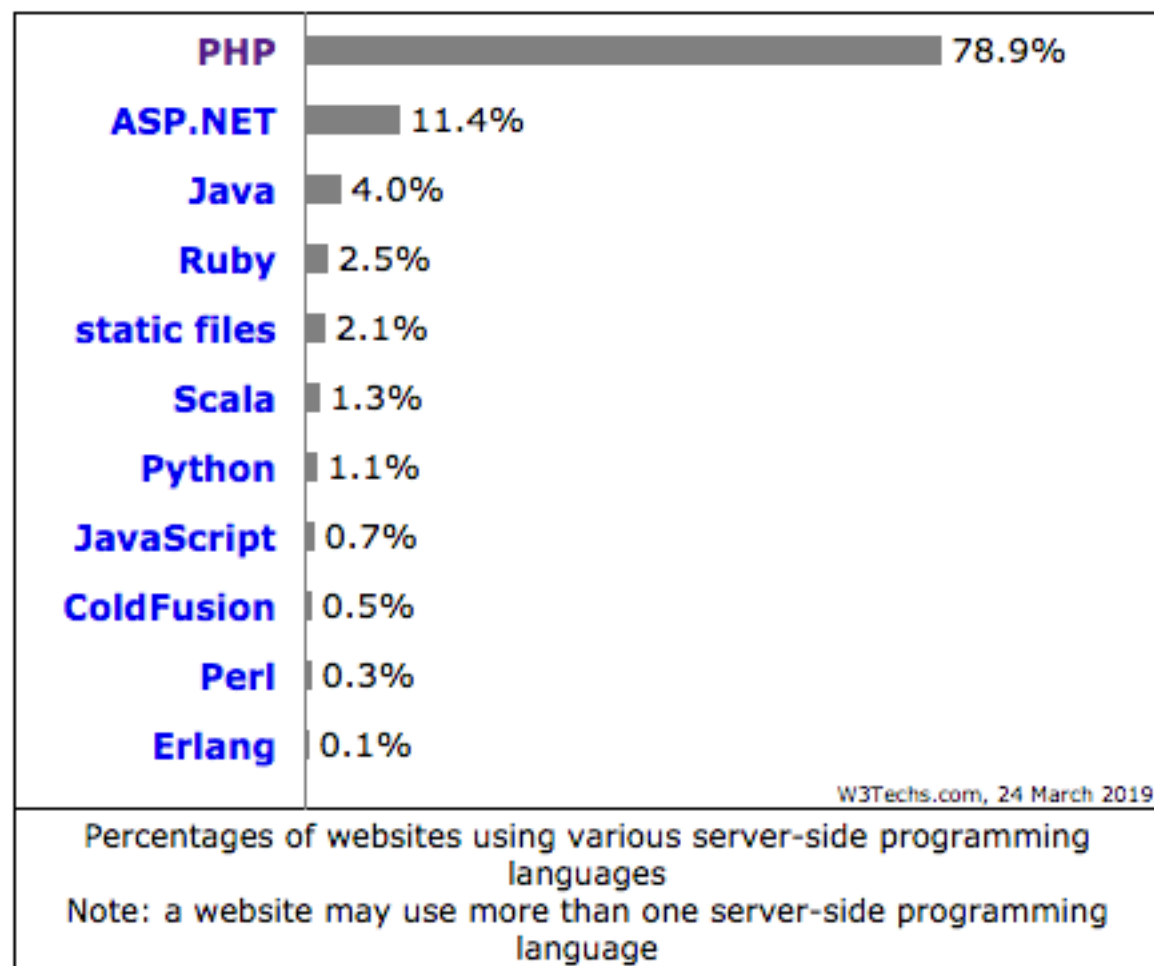 PHP 78.9%
ASP.NET 11.4%
Java 4.0%
Ruby 2.5%
static files 2.1%
Scala 1.3%
Python 1.1%
JavaScript 0.7%
ColdFusion 0.5%
Perl 0.3%
Erlang 0.1%
W3Techs.com, 24 March 2019
Percentages of websites using various server-side programming
languages
Note: a website may use more than one server-side programming
language